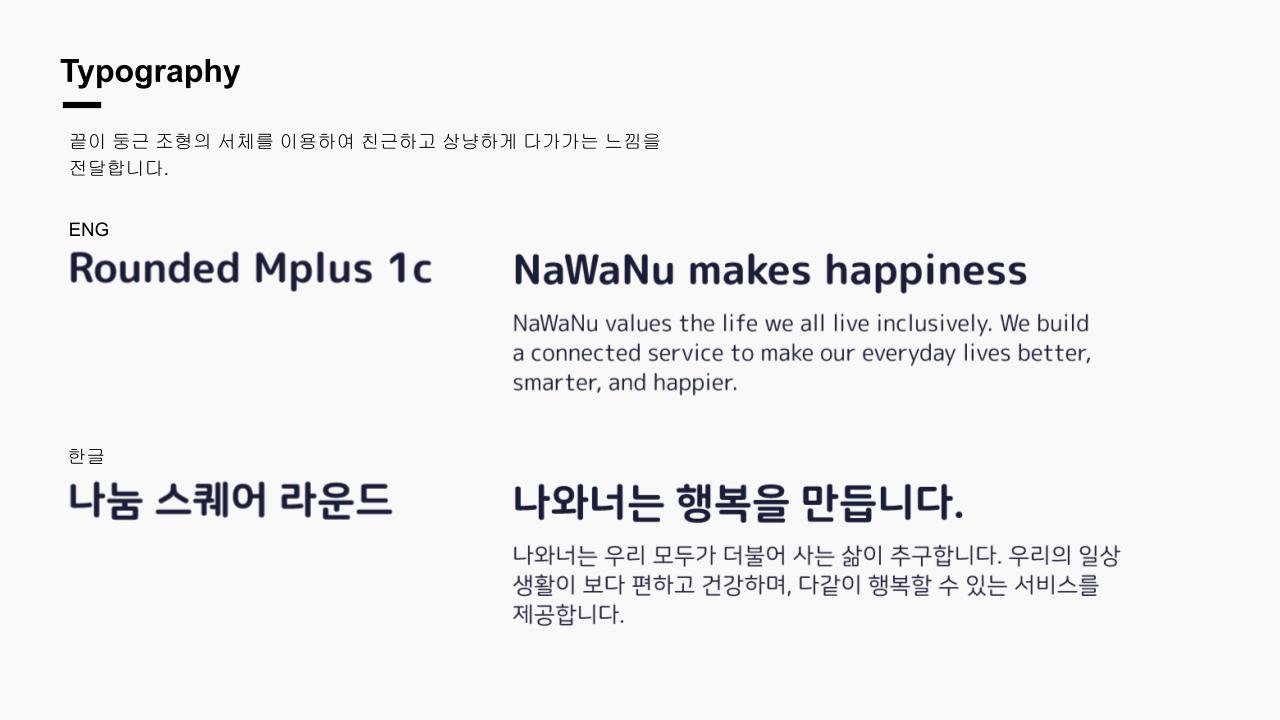 Typography
끝이 둥근 조형의 서체를 이용하여 친근하고 상냥하게 다가가는 느낌을
전달합니다.
ENG
Rounded Mplus 1c
NaWaNu makes happiness
NaWaNu values the life we all live inclusively. We build
a connected service to make our everyday lives better,
smarter, and happier.
한글
나눔 스퀘어 라운드
나와너는 행복을 만듭니다.
나와너는 우리 모두가 더불어 사는 삶이 추구합니다. 우리의 일상
생활이 보다 편하고 건강하며, 다같이 행복할 수 있는 서비스를
제공합니다.